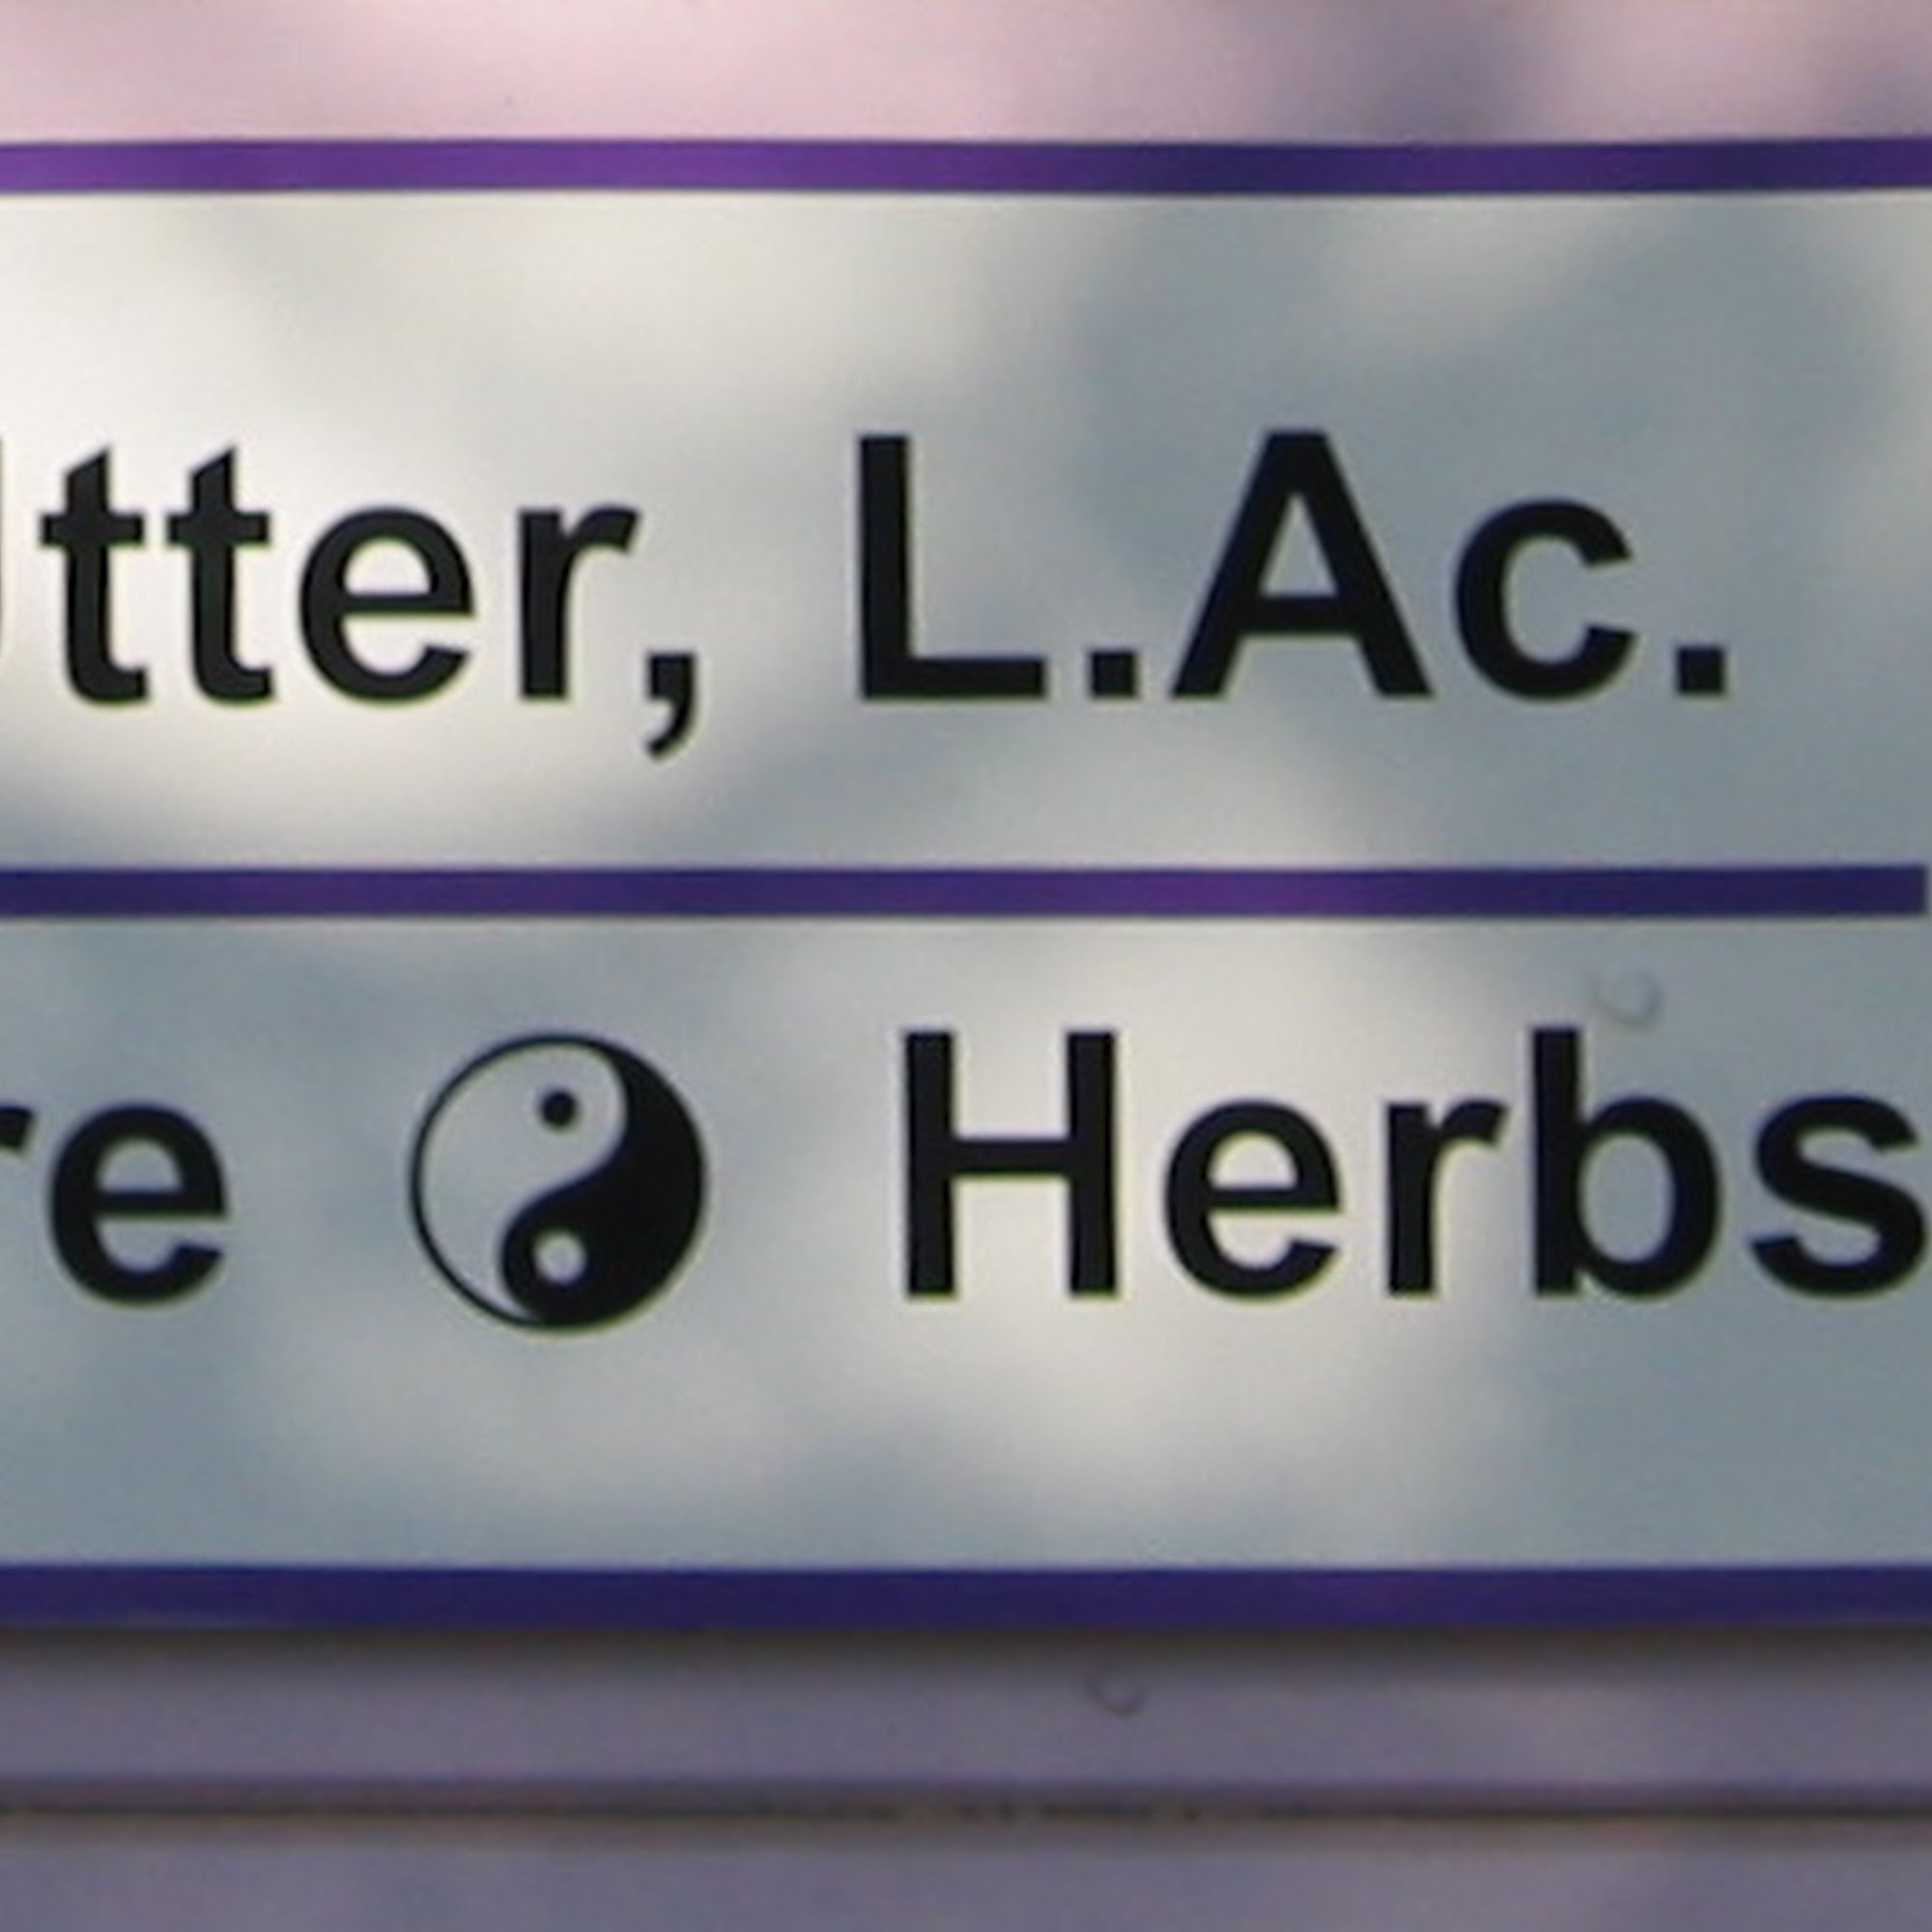 tter, L.Ac.
re ☯ Herbs